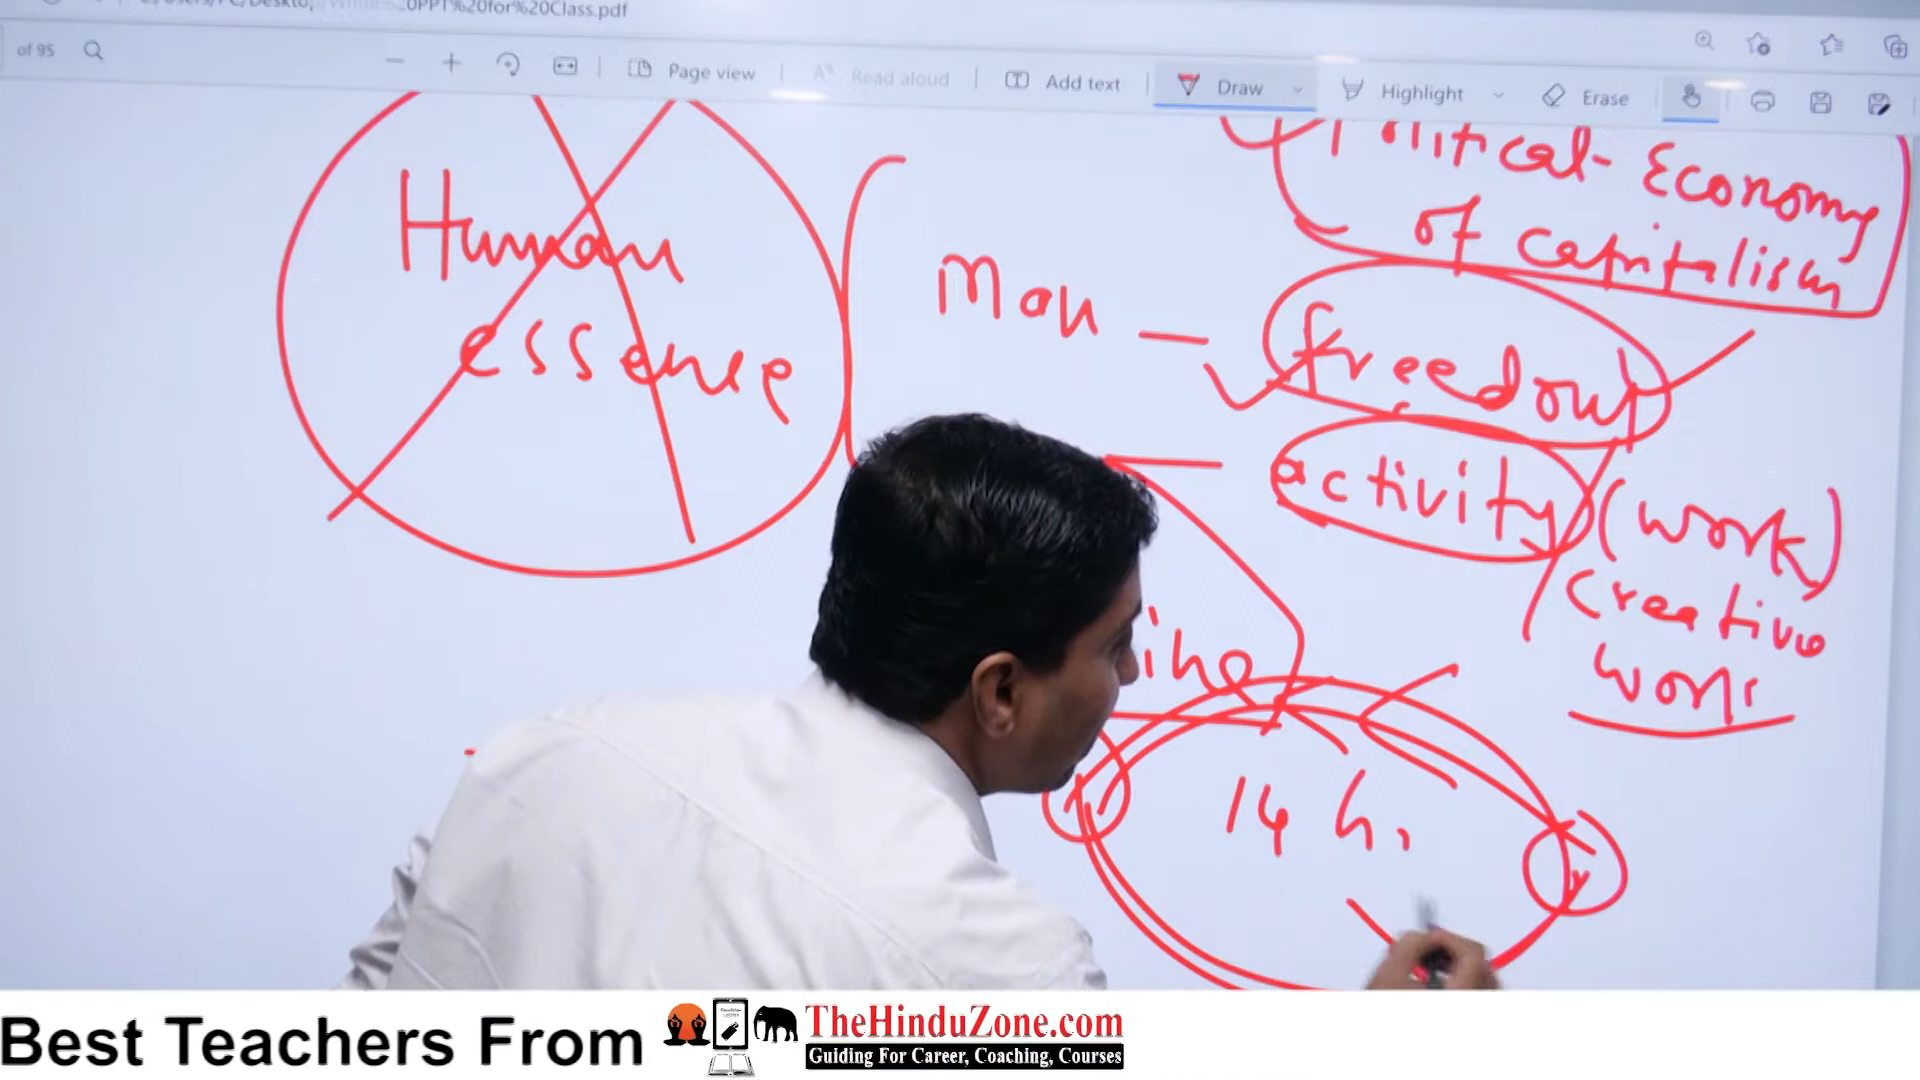 PPT%20for%20Class.pdf
of 95
Page view
Read aloud
Add text
Draw
Highlight
Erase
Political-Economy
of capitalism
Human
essence
Man - freedom
activity (work)
creative
work
14 h.
Best Teachers From
TheHinduZone.com
Guiding For Career, Coaching, Courses